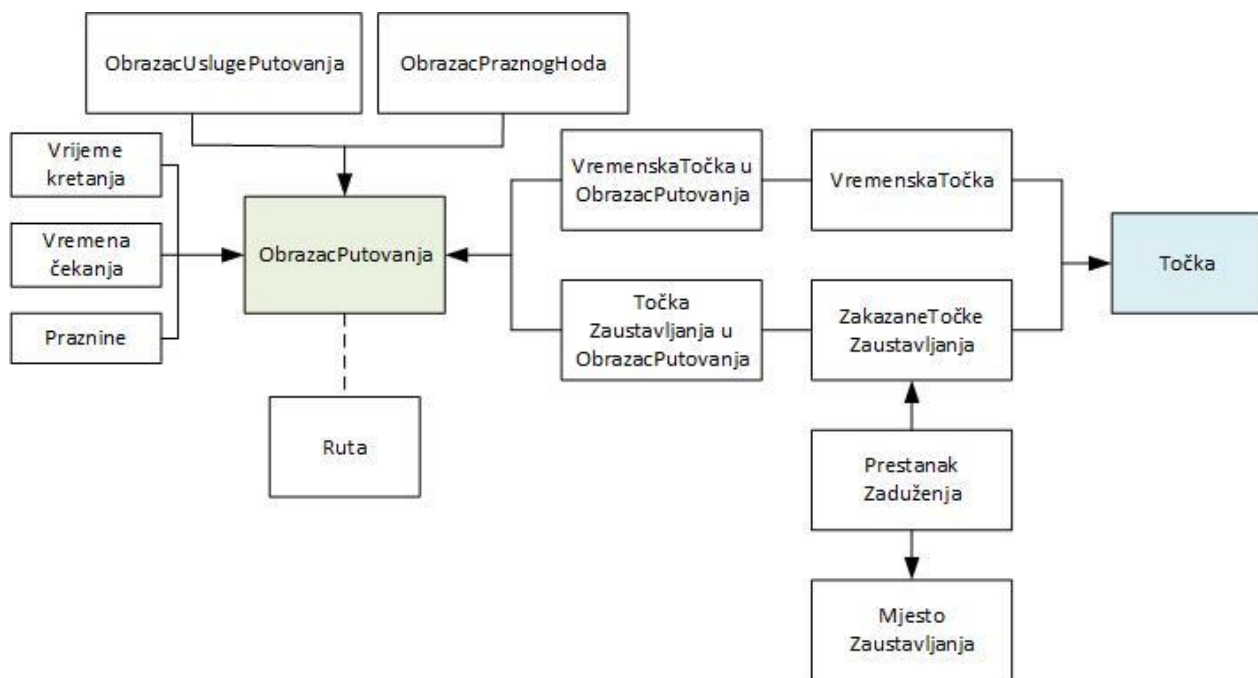 ObrazacUslugePutovanja
ObrazacPraznogHoda
Vrijeme
kretanja
Vremena
čekanja
Praznine
ObrazacPutovanja
Ruta
VremenskaTočka u
ObrazacPutovanja
VremenskaTočka
Točka
Zaustavljanja u
ObrazacPutovanja
ZakazaneTočke
Zaustavljanja
Točka
Prestanak
Zaduženja
Mjesto
Zaustavljanja